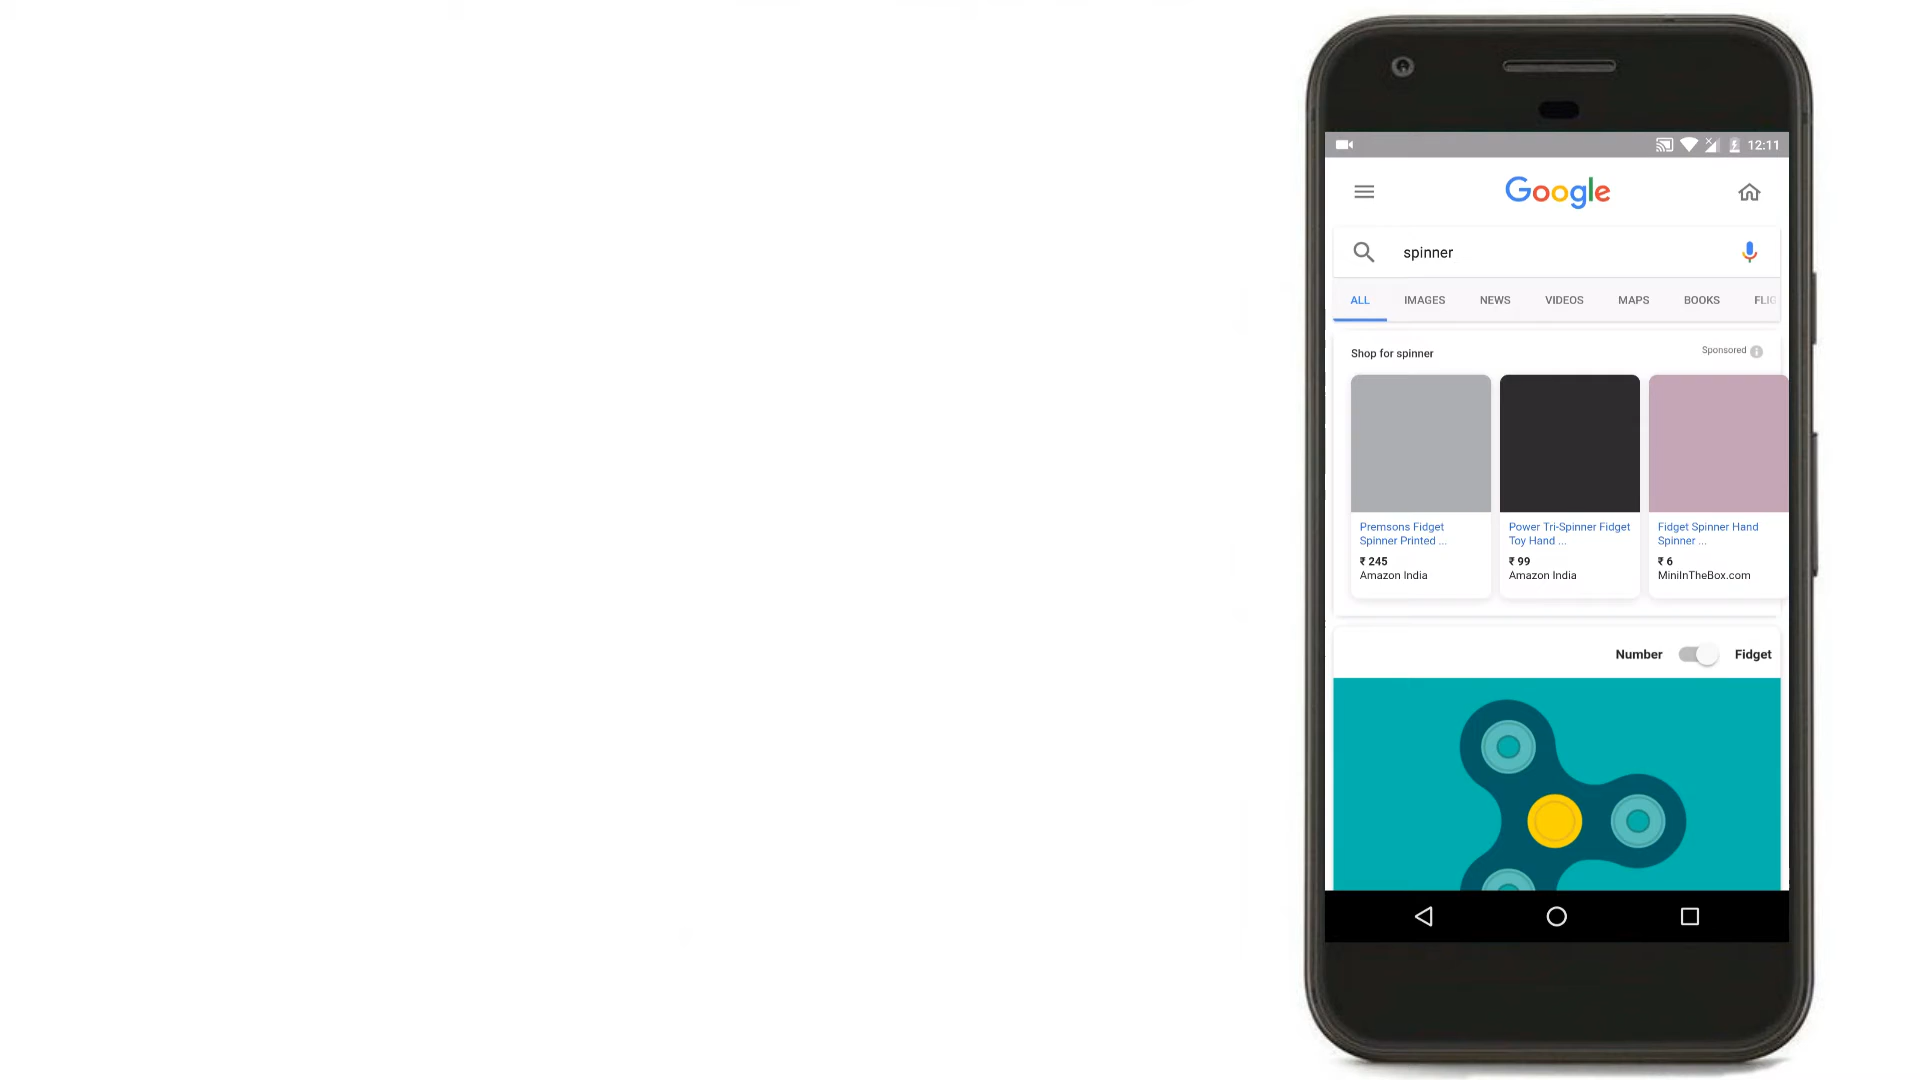 12:11
Google
spinner
ALL IMAGES NEWS VIDEOS MAPS BOOKS FLIG
Shop for spinner
Sponsored
Premsons Fidget
Spinner Printed ...
₹ 245
Amazon India
Power Tri-Spinner Fidget
Toy Hand ...
₹ 99
Amazon India
Fidget Spinner Hand
Spinner ...
₹ 6
MiniInTheBox.com
Number Fidget